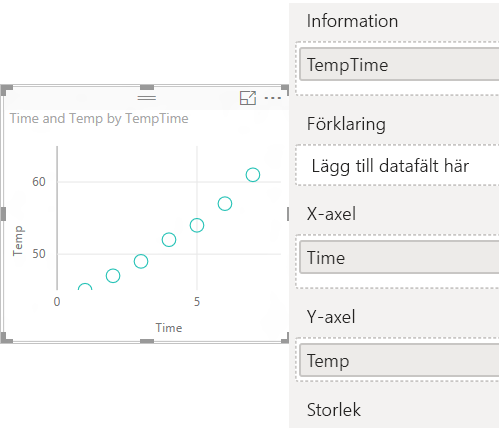 Time and Temp by TempTime
60
50
Temp
0
5
Time
Information
TempTime
Förklaring
Lägg till datafält här
X-axel
Time
Y-axel
Temp
Storlek